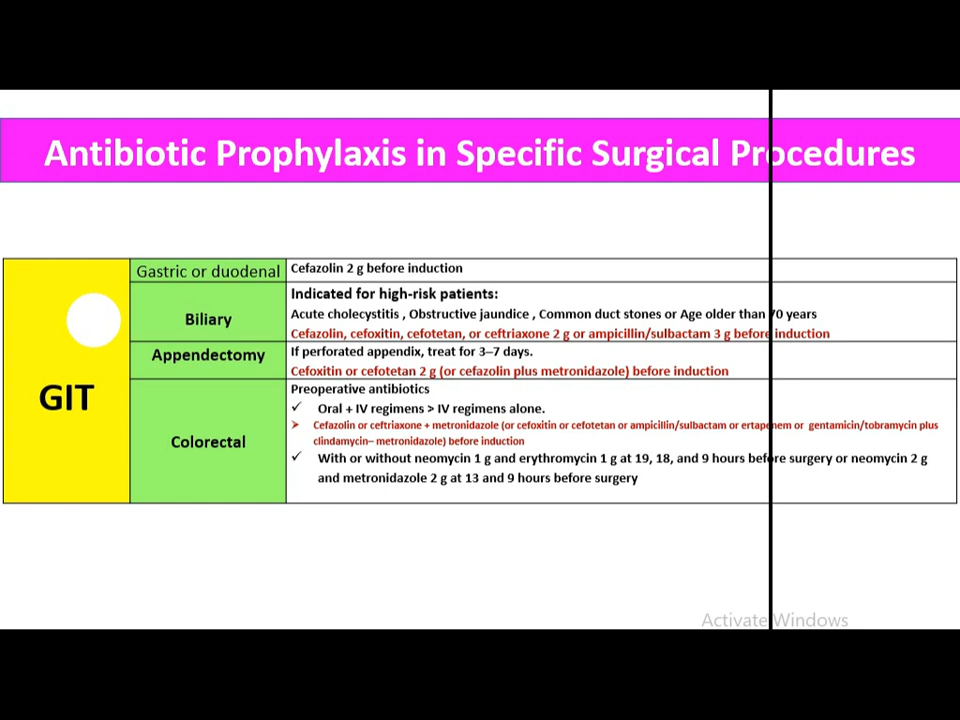 Antibiotic Prophylaxis in Specific Surgical Procedures
GIT
Gastric or duodenal
Cefazolin 2 g before induction
Biliary
Indicated for high-risk patients:
Acute cholecystitis , Obstructive jaundice , Common duct stones or Age older than 70 years
Cefazolin, cefoxitin, cefotetan, or ceftriaxone 2 g or ampicillin/sulbactam 3 g before induction
Appendectomy
If perforated appendix, treat for 3–7 days.
Cefoxitin or cefotetan 2 g (or cefazolin plus metronidazole) before induction
Colorectal
Preoperative antibiotics
✓ Oral + IV regimens > IV regimens alone.
➤ Cefazolin or ceftriaxone + metronidazole (or cefoxitin or cefotetan or ampicillin/sulbactam or ertapenem or gentamicin/tobramycin plus
clindamycin– metronidazole) before induction
✓ With or without neomycin 1 g and erythromycin 1 g at 19, 18, and 9 hours before surgery or neomycin 2 g
and metronidazole 2 g at 13 and 9 hours before surgery
Activate Windows